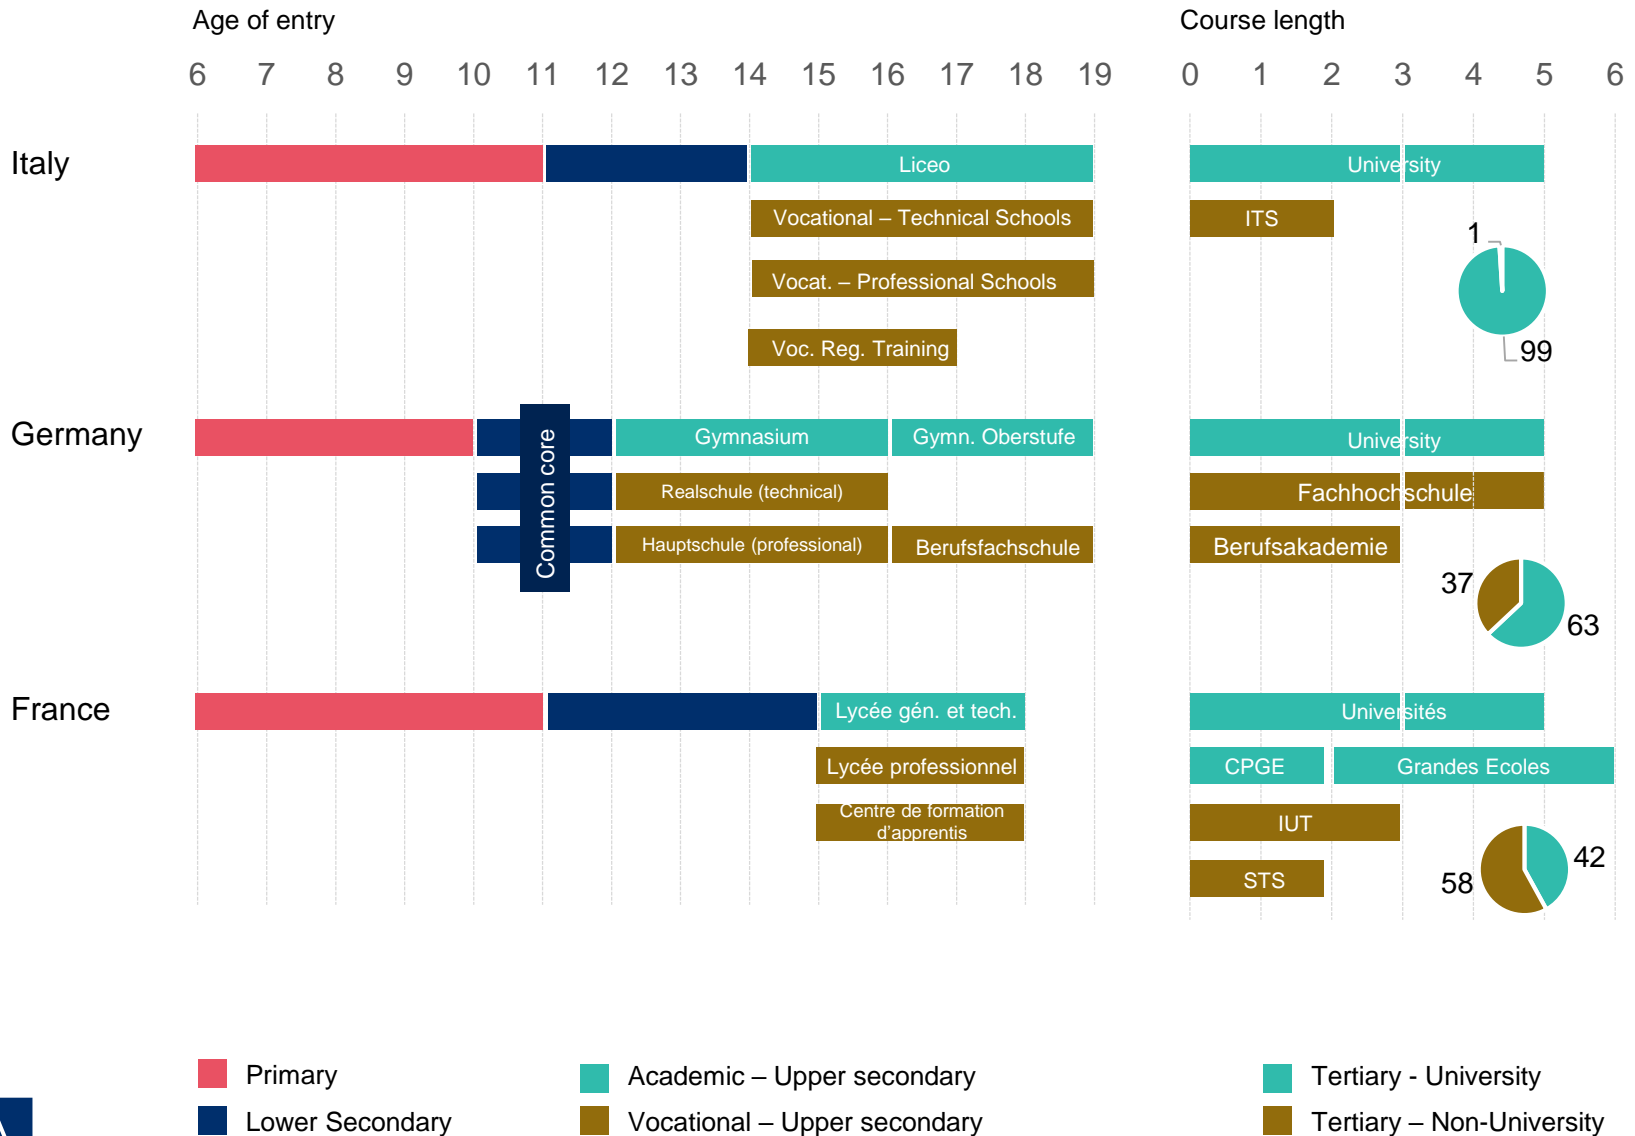 Age of entry
Course length
6 7 8 9 10 11 12 13 14 15 16 17 18 19
0 1 2 3 4 5 6
Italy
Liceo
University
Vocational – Technical Schools
ITS
Vocat. – Professional Schools
Voc. Reg. Training
1
99
Germany
Common core
Gymnasium
Gymn. Oberstufe
University
Realschule (technical)
Fachhochschule
Hauptschule (professional)
Berufsfachschule
Berufsakademie
37
63
France
Lycée gén. et tech.
Universités
Lycée professionnel
CPGE
Grandes Ecoles
Centre de formation
d'apprentis
IUT
STS
42
58
Primary
Academic – Upper secondary
Tertiary - University
Lower Secondary
Vocational – Upper secondary
Tertiary – Non-University